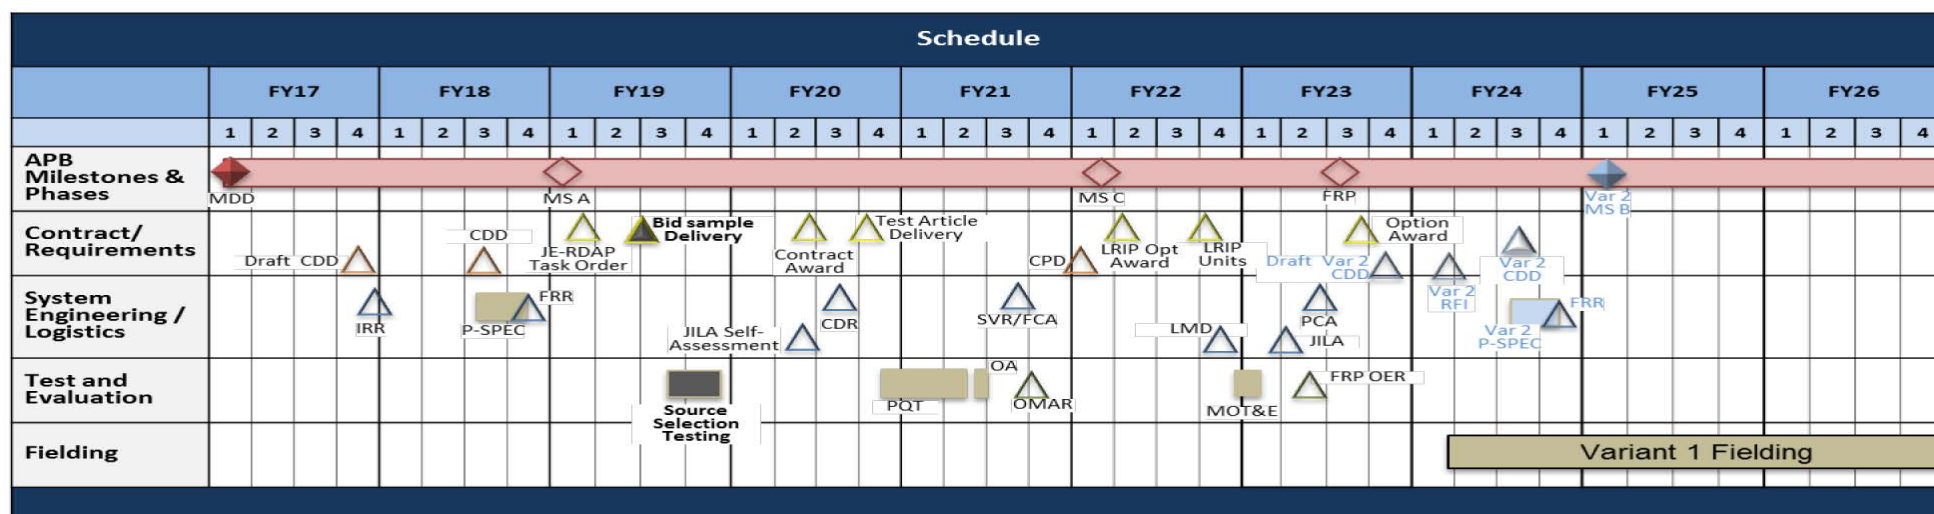 Schedule
FY17 FY18 FY19 FY20 FY21 FY22 FY23 FY24 FY25 FY26
1 2 3 4 1 2 3 4 1 2 3 4 1 2 3 4 1 2 3 4 1 2 3 4 1 2 3 4 1 2 3 4 1 2 3 4 1 2 3 4
APB
Milestones &
Phases
MDD
MS A
MS C
FRP
Var 2
MS B
Contract/
Requirements
Draft CDD
CDD
JE-RDAP
Task Order
Bid sample
Delivery
Contract
Award
Test Article
Delivery
CPD
LRIP Opt
Award
LRIP
Units
Draft Var 2
CDD
Option
Award
Var 2
RFI
Var 2
CDD
System
Engineering /
Logistics
IRR
P-SPEC
FRR
JILA Self-
Assessment
CDR
SVR/FCA
LMD
PCA
JILA
Var 2
P-SPEC
FRR
Test and
Evaluation
Source
Selection
Testing
PQT
OA
OMAR
MOT&E
FRP OER
Fielding
Variant 1 Fielding